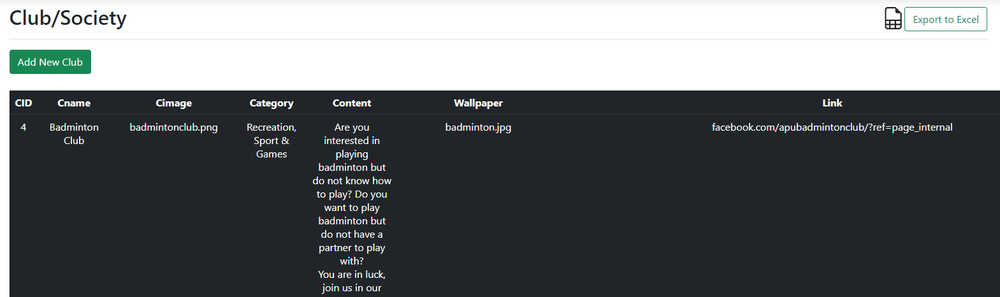 Club/Society
Export to Excel
Add New Club
CID Cname Cimage Category Content Wallpaper Link
4 Badminton badmintonclub.png Recreation, Are you badminton.jpg facebook.com/apubadmintonclub/?ref=page_internal
Club Sport & interested in
Games playing
badminton but
do not know how
to play? Do you
want to play
badminton but
do not have a
partner to play
with?
You are in luck,
join us in our